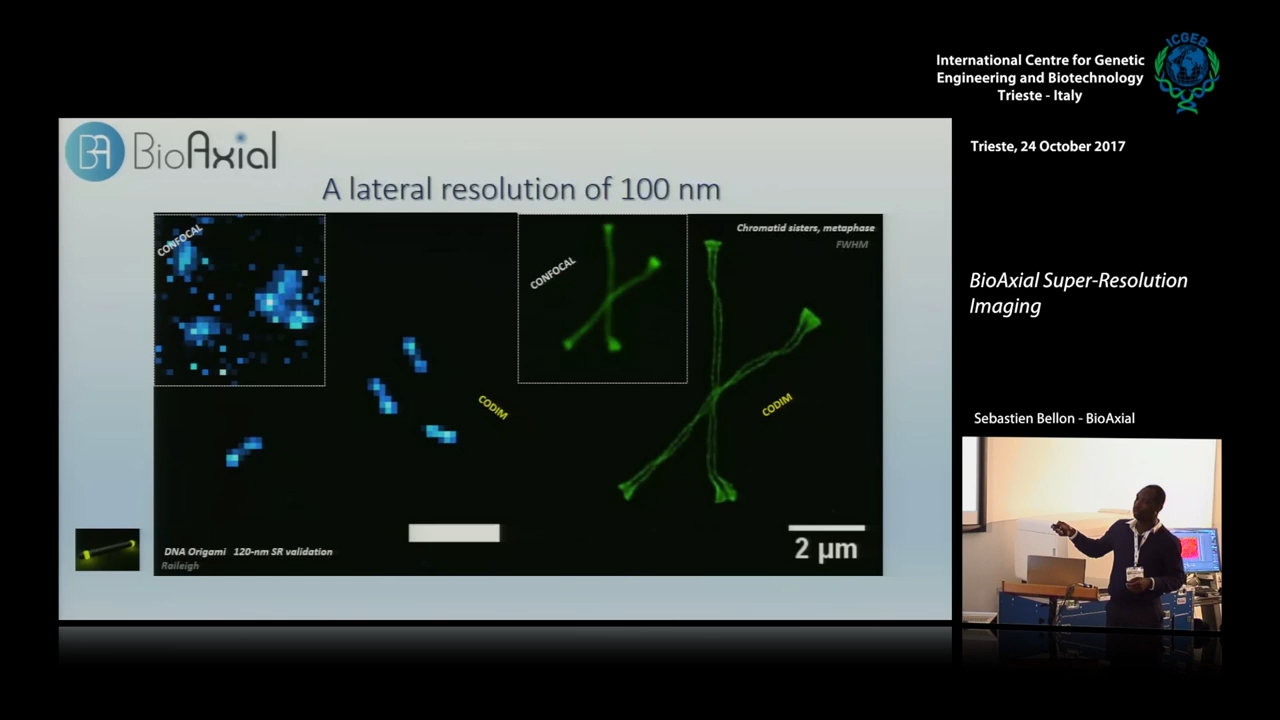 International Centre for Genetic
Engineering and Biotechnology
Trieste - Italy
ICGEB
Trieste, 24 October 2017
BioAxial Super-Resolution
Imaging
Sebastien Bellon - BioAxial
BA BioAxial
A lateral resolution of 100 nm
CONFOCAL
CONFOCAL
Chromatid sisters, metaphase
FWHM
CODIM
CODIM
DNA Origami 120-nm SR validation
Raileigh
2 µm